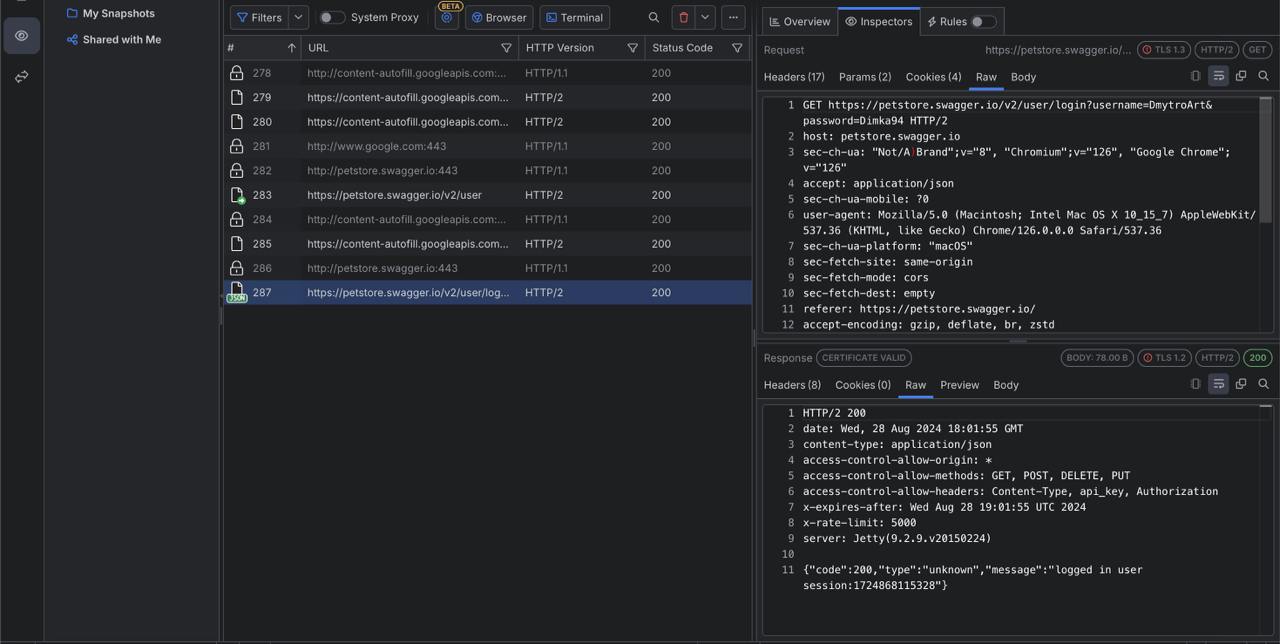 My Snapshots
Shared with Me
Filters
System Proxy
BETA
Browser
Terminal
# URL HTTP Version Status Code
278 http://content-autofill.googleapis.com:... HTTP/1.1 200
279 https://content-autofill.googleapis.com... HTTP/2 200
280 https://content-autofill.googleapis.com... HTTP/2 200
281 http://www.google.com:443 HTTP/1.1 200
282 http://petstore.swagger.io:443 HTTP/1.1 200
283 https://petstore.swagger.io/v2/user HTTP/2 200
284 http://content-autofill.googleapis.com:... HTTP/1.1 200
285 https://content-autofill.googleapis.com... HTTP/2 200
286 http://petstore.swagger.io:443 HTTP/1.1 200
JSON 287 https://petstore.swagger.io/v2/user/log... HTTP/2 200
Overview Inspectors Rules
Request https://petstore.swagger.io/... TLS 1.3 HTTP/2 GET
Headers (17) Params (2) Cookies (4) Raw Body
1 GET https://petstore.swagger.io/v2/user/login?username=DmytroArt&
password=Dimka94 HTTP/2
2 host: petstore.swagger.io
3 sec-ch-ua: "Not/A)Brand";v="8", "Chromium";v="126", "Google Chrome";
v="126"
4 accept: application/json
5 sec-ch-ua-mobile: ?0
6 user-agent: Mozilla/5.0 (Macintosh; Intel Mac OS X 10_15_7) AppleWebKit/
537.36 (KHTML, like Gecko) Chrome/126.0.0.0 Safari/537.36
7 sec-ch-ua-platform: "macOS"
8 sec-fetch-site: same-origin
9 sec-fetch-mode: cors
10 sec-fetch-dest: empty
11 referer: https://petstore.swagger.io/
12 accept-encoding: gzip, deflate, br, zstd
Response CERTIFICATE VALID BODY: 78.00 B TLS 1.2 HTTP/2 200
Headers (8) Cookies (0) Raw Preview Body
1 HTTP/2 200
2 date: Wed, 28 Aug 2024 18:01:55 GMT
3 content-type: application/json
4 access-control-allow-origin: *
5 access-control-allow-methods: GET, POST, DELETE, PUT
6 access-control-allow-headers: Content-Type, api_key, Authorization
7 x-expires-after: Wed Aug 28 19:01:55 UTC 2024
8 x-rate-limit: 5000
9 server: Jetty(9.2.9.v20150224)
10
11 {"code":200,"type":"unknown","message":"logged in user
session:1724868115328"}